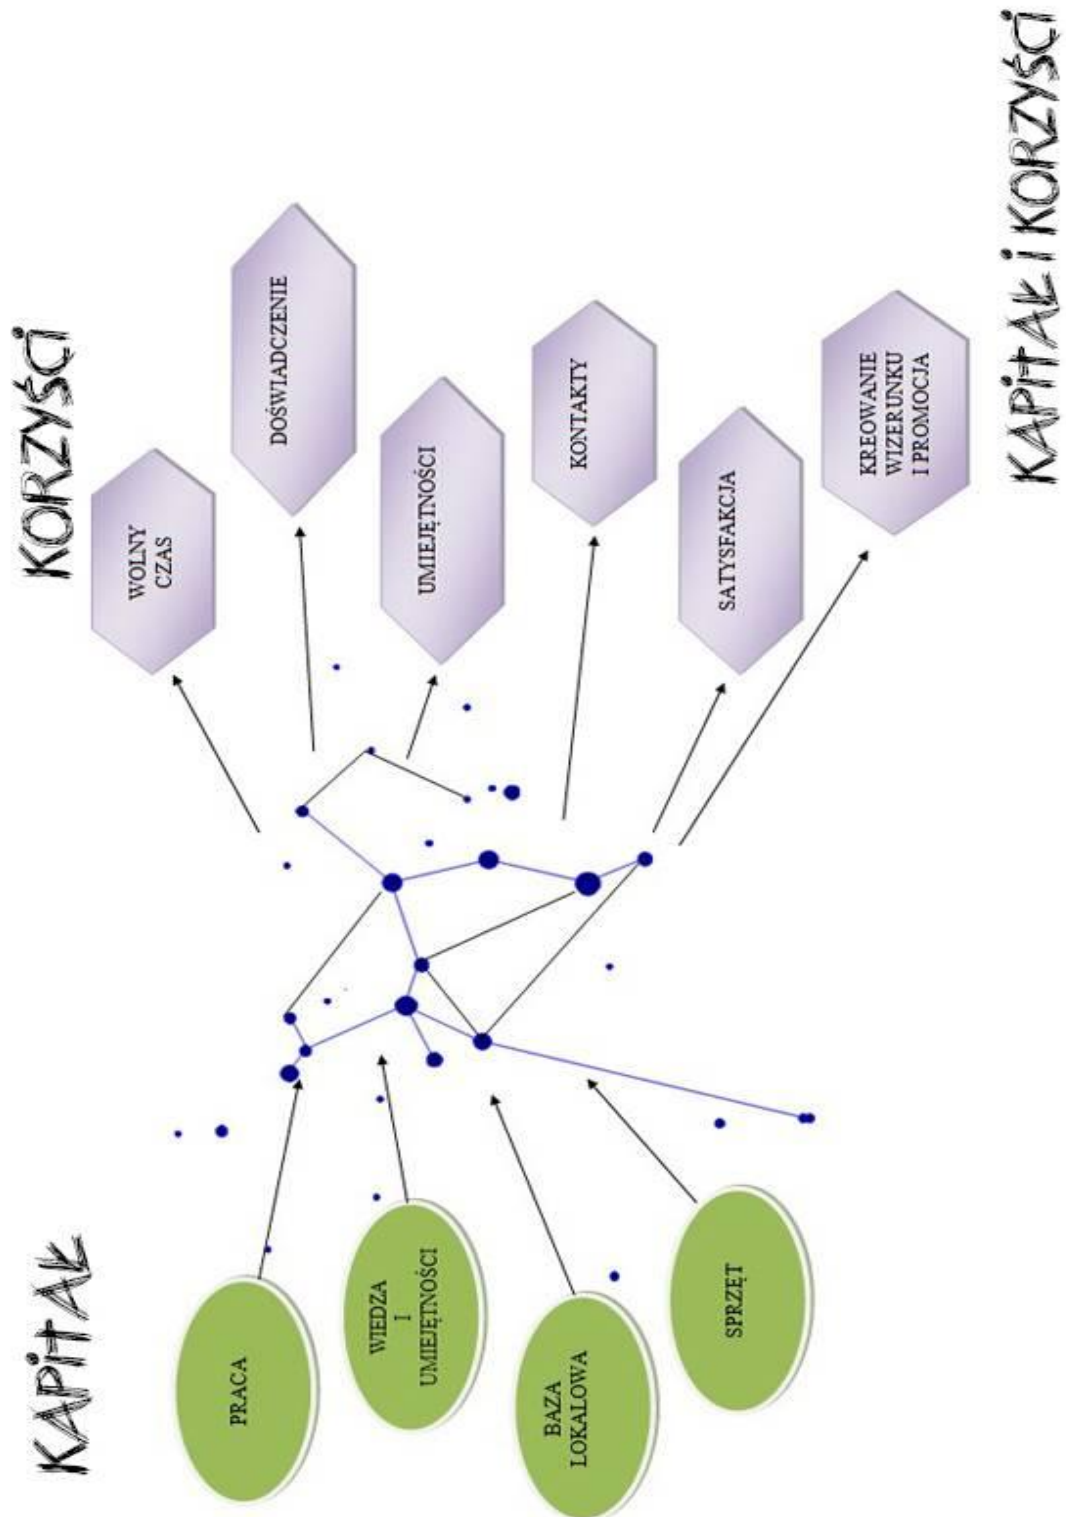 KAPITAŁ
KORZYŚCI
PRACA
WIEDZA
I
UMIEJĘTNOŚCI
BAZA
LOKALOWA
SPRZĘT
WOLNY
CZAS
DOŚWIADCZENIE
UMIEJĘTNOŚCI
KONTAKTY
SATYSFAKCJA
KREOWANIE
WIZERUNKU
I PROMOCJA
KAPITAŁ i KORZYŚCI